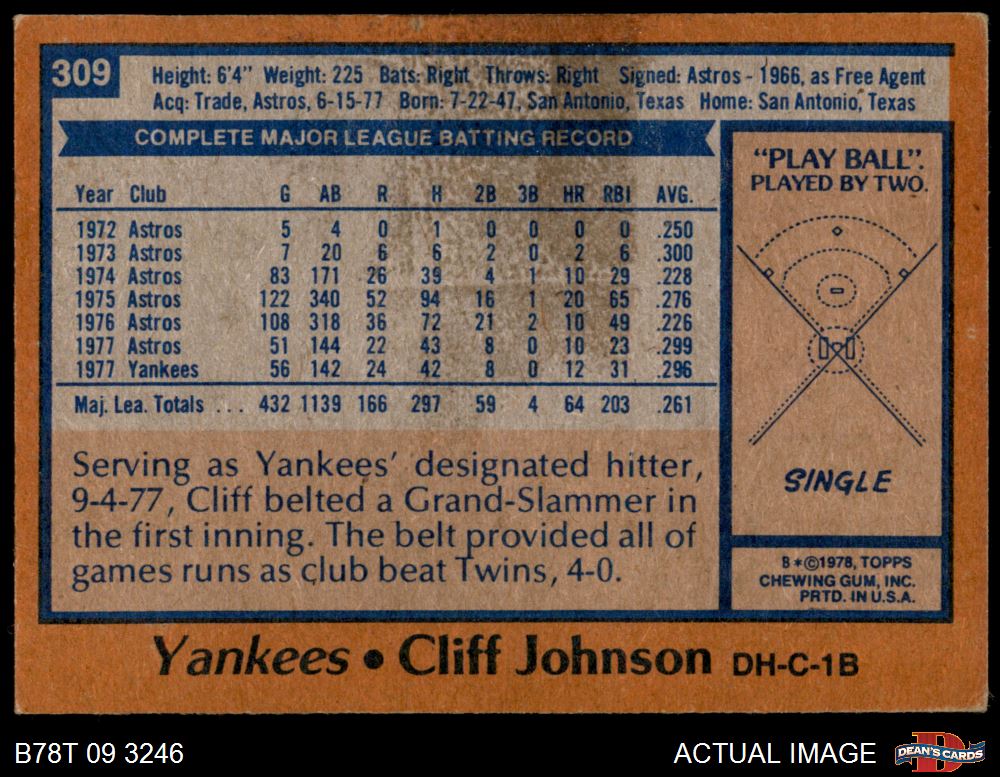 309
Height: 6'4" Weight: 225 Bats: Right Throws: Right Signed: Astros - 1966, as Free Agent
Acq: Trade, Astros, 6-15-77 Born: 7-22-47, San Antonio, Texas Home: San Antonio, Texas
COMPLETE MAJOR LEAGUE BATTING RECORD
Year Club G AB R H 2B 3B HR RBI AVG.
1972 Astros 5 4 0 1 0 0 0 0 .250
1973 Astros 7 20 6 6 2 0 2 6 .300
1974 Astros 83 171 26 39 4 1 10 29 .228
1975 Astros 122 340 52 94 16 1 20 65 .276
1976 Astros 108 318 36 72 21 2 10 49 .226
1977 Astros 51 144 22 43 8 0 10 23 .299
1977 Yankees 56 142 24 42 8 0 12 31 .296
Maj. Lea. Totals ... 432 1139 166 297 59 4 64 203 .261
Serving as Yankees' designated hitter,
9-4-77, Cliff belted a Grand-Slammer in
the first inning. The belt provided all of
games runs as club beat Twins, 4-0.
"PLAY BALL".
PLAYED BY TWO.
SINGLE
B*©1978, TOPPS
CHEWING GUM, INC.
PRTD. IN U.S.A.
Yankees • Cliff Johnson DH-C-1B
B78T 09 3246
ACTUAL IMAGE
D
DEAN'S CARDS